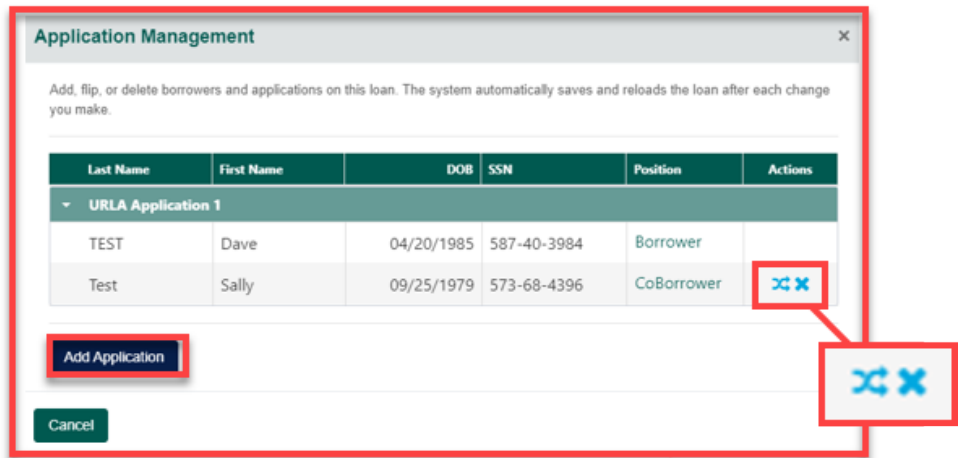 Application Management
Add, flip, or delete borrowers and applications on this loan. The system automatically saves and reloads the loan after each change
you make.
Last Name First Name DOB SSN Position Actions
URLA Application 1
TEST Dave 04/20/1985 587-40-3984 Borrower
Test Sally 09/25/1979 573-68-4396 CoBorrower
Add Application
Cancel